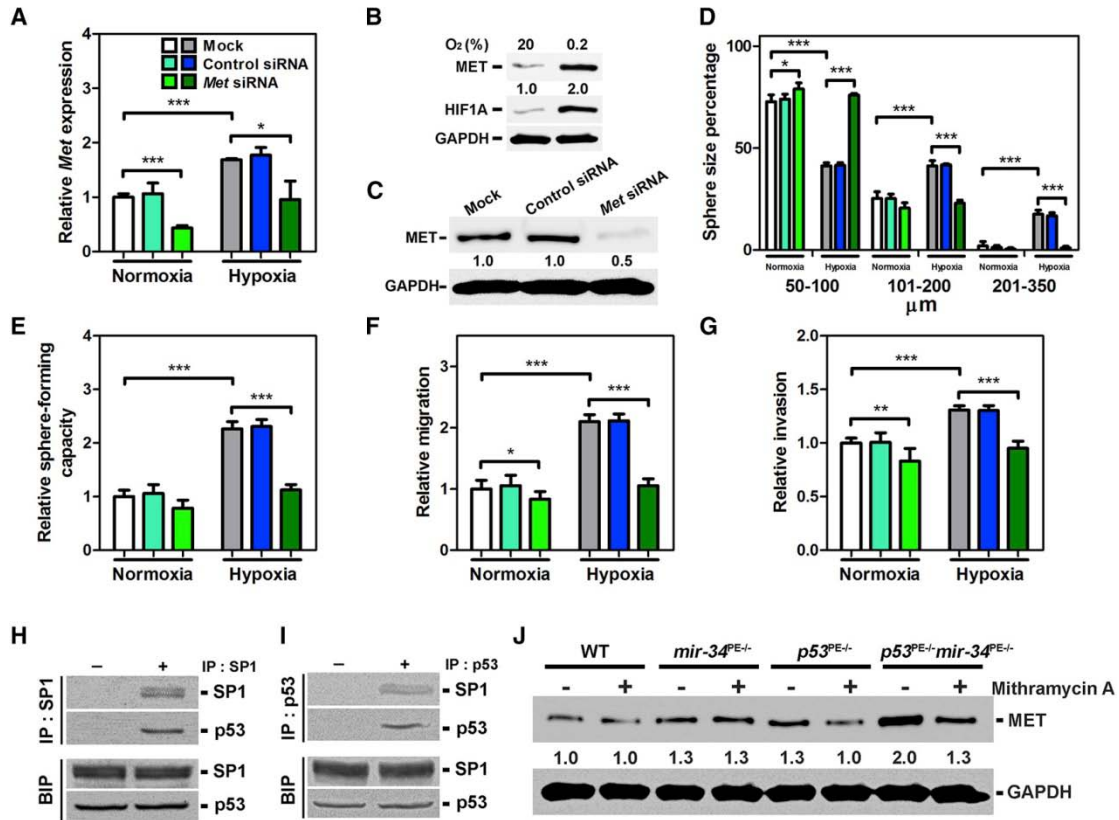 A
Relative Met expression
4
3
2
1
0
Mock
Control siRNA
Met siRNA
***
***
*
Normoxia
Hypoxia
B
O2 (%) 20 0.2
MET
1.0 2.0
HIF1A
GAPDH
C
Mock Control siRNA Met siRNA
MET
1.0 1.0 0.5
GAPDH
D
Sphere size percentage
100
50
0
***
*
***
***
***
***
***
Normoxia Hypoxia Normoxia Hypoxia Normoxia Hypoxia
50-100 101-200 201-350
μm
E
Relative sphere-forming
capacity
4
3
2
1
0
***
***
Normoxia Hypoxia
F
Relative migration
3
2
1
0
***
*
***
Normoxia Hypoxia
G
Relative invasion
2.0
1.5
1.0
0.5
0.0
***
**
***
Normoxia Hypoxia
H
– + IP : SP1
IP : SP1
SP1
p53
BIP
SP1
p53
I
– + IP : p53
IP : p53
SP1
p53
BIP
SP1
p53
J
WT mir-34PE-/- p53PE-/- p53PE-/-mir-34PE-/-
- + - + - + - + Mithramycin A
MET
1.0 1.0 1.3 1.3 1.3 1.0 2.0 1.3
GAPDH